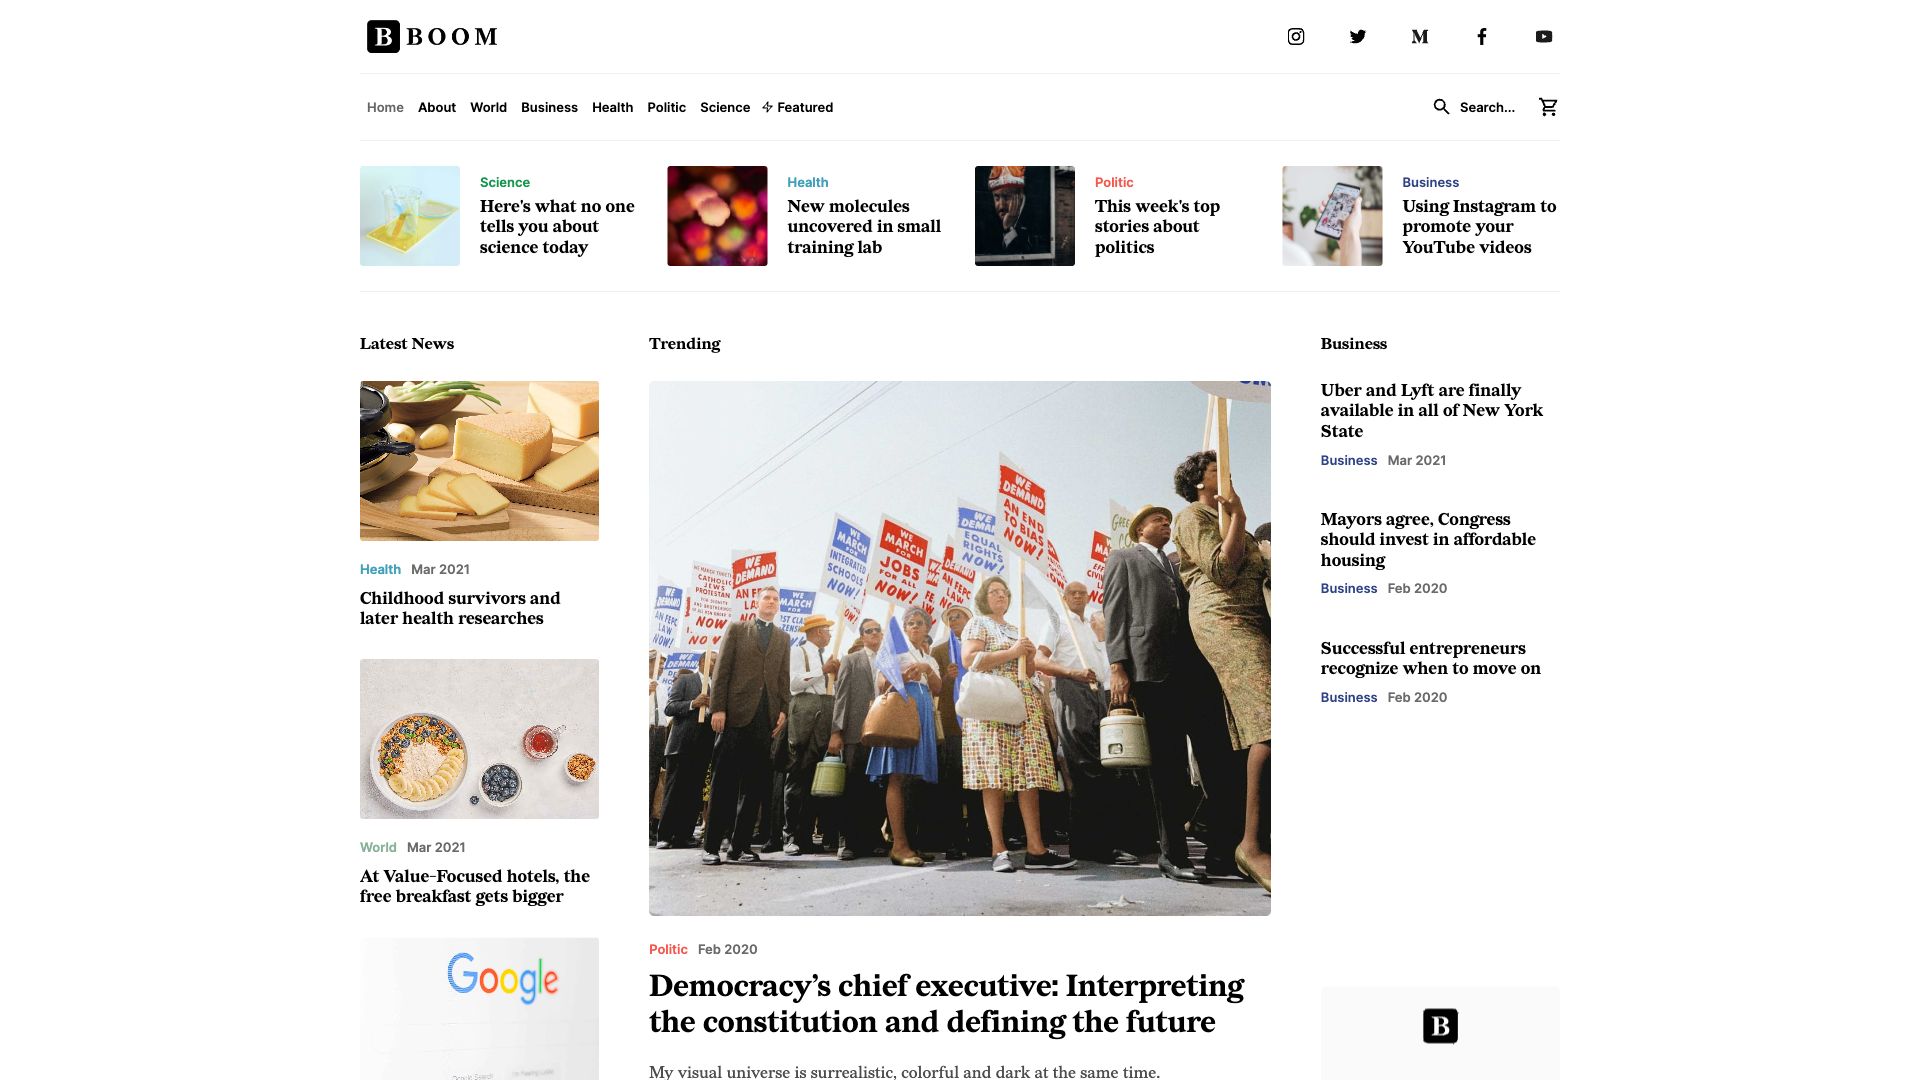 B BOOM
Home About World Business Health Politic Science Featured
Search...
Science
Here's what no one
tells you about
science today
Health
New molecules
uncovered in small
training lab
Politic
This week's top
stories about
politics
Business
Using Instagram to
promote your
YouTube videos
Latest News
Health Mar 2021
Childhood survivors and
later health researches
World Mar 2021
At Value-Focused hotels, the
free breakfast gets bigger
Google
Google Search
Trending
WE
DEMAND
AN END
TO BIAS
NOW!
WE
MARCH
FOR
INTEGRATED
SCHOOLS
NOW!
WE
MARCH
FOR
JOBS
FOR ALL
NOW!
WE
DEMAND
EQUAL
RIGHTS
NOW!
WE
DEMAND
Politic Feb 2020
Democracy’s chief executive: Interpreting
the constitution and defining the future
My visual universe is surrealistic, colorful and dark at the same time.
Business
Uber and Lyft are finally
available in all of New York
State
Business Mar 2021
Mayors agree, Congress
should invest in affordable
housing
Business Feb 2020
Successful entrepreneurs
recognize when to move on
Business Feb 2020
B